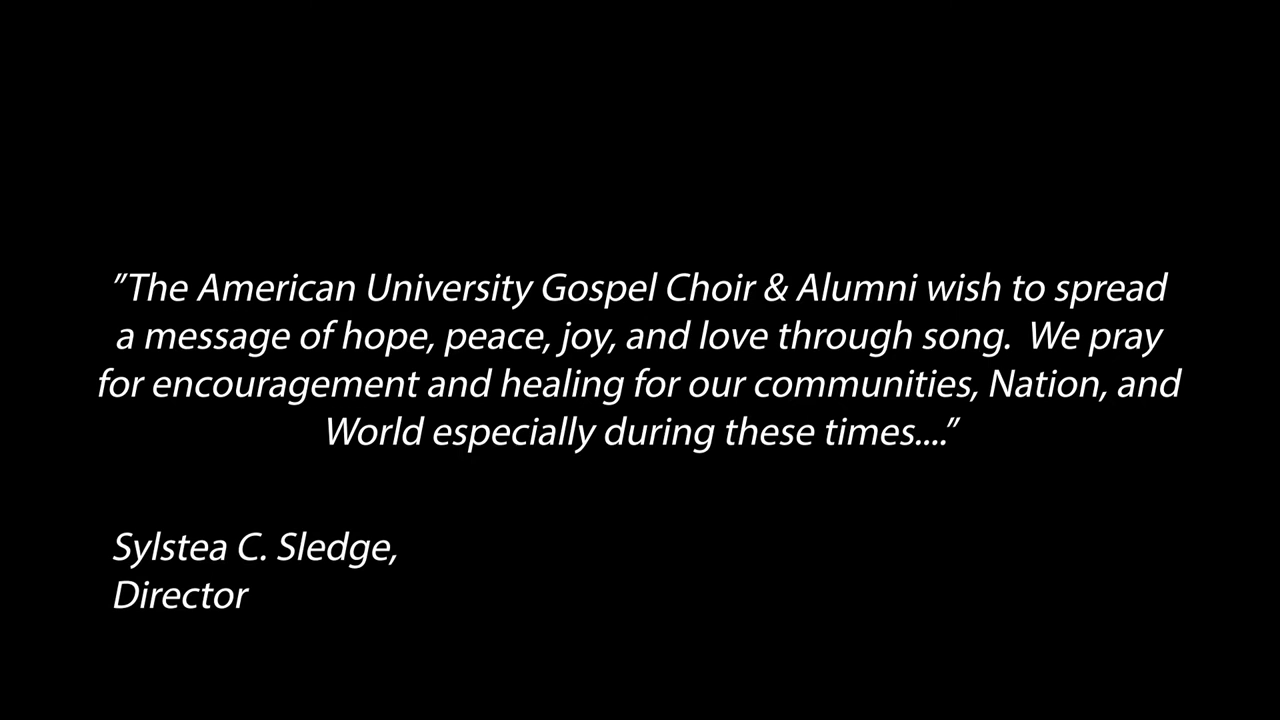 ”The American University Gospel Choir & Alumni wish to spread
a message of hope, peace, joy, and love through song.  We pray
for encouragement and healing for our communities, Nation, and
World especially during these times....”
Sylstea C. Sledge,
Director